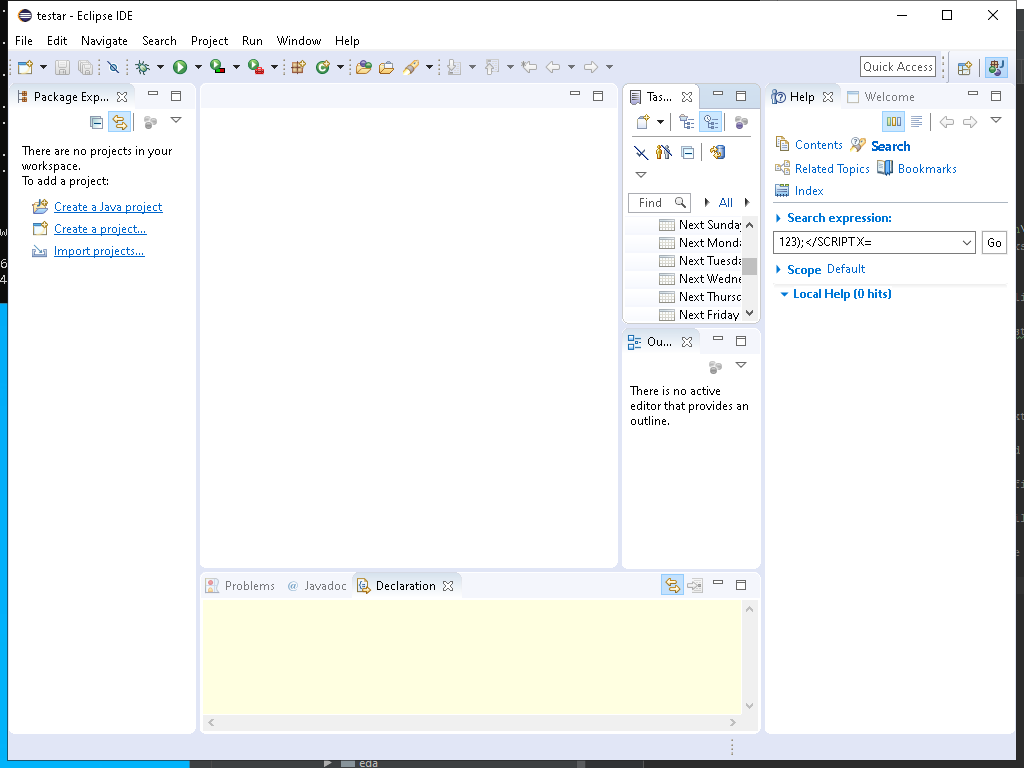 testar - Eclipse IDE
File Edit Navigate Search Project Run Window Help
Quick Access
Package Exp...
There are no projects in your
workspace.
To add a project:
Create a Java project
Create a project...
Import projects...
Tas...
Find
All
Next Sunday
Next Monda
Next Tuesda
Next Wedne
Next Thursd
Next Friday
Ou...
There is no active
editor that provides an
outline.
Help
Welcome
Contents Search
Related Topics Bookmarks
Index
Search expression:
123);</SCRIPT X=
Go
Scope Default
Local Help (0 hits)
Problems @ Javadoc Declaration
eda